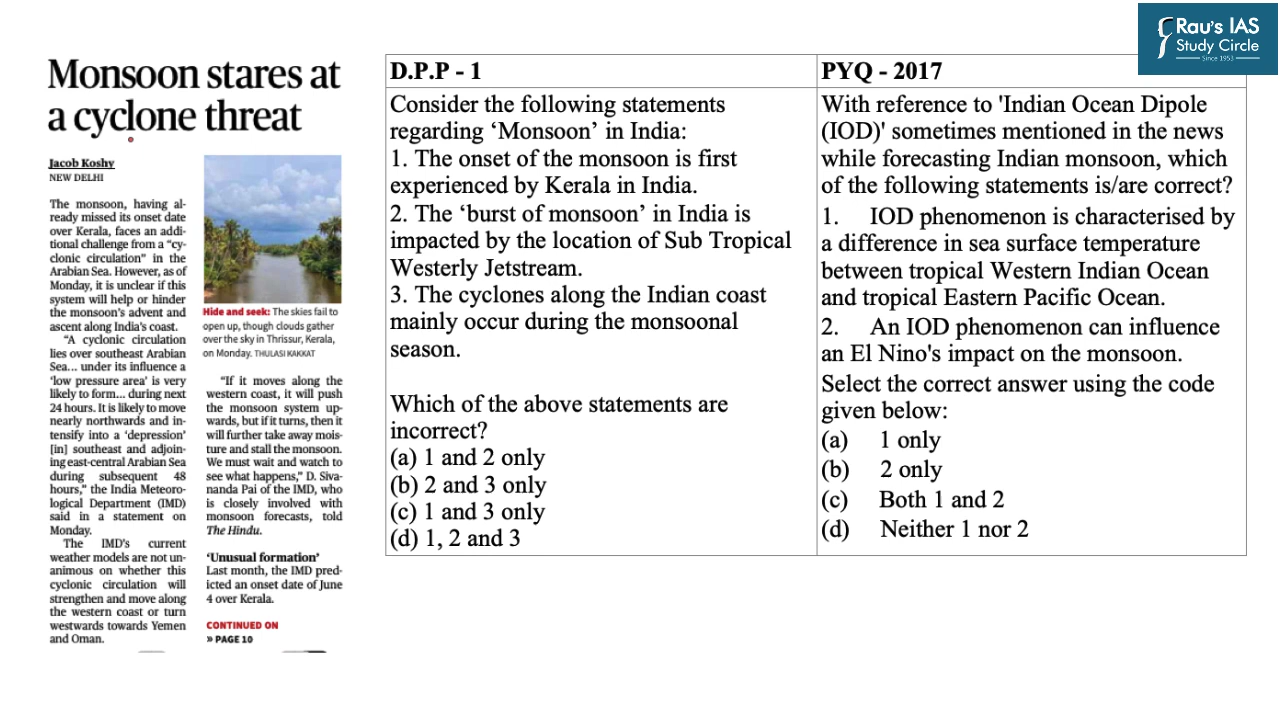 Rau's IAS
Study Circle
Since 1953
Monsoon stares at
a cyclone threat
Jacob Koshy
NEW DELHI
The monsoon, having al-
ready missed its onset date
over Kerala, faces an addi-
tional challenge from a “cy-
clonic circulation” in the
Arabian Sea. However, as of
Monday, it is unclear if this
system will help or hinder
the monsoon's advent and
ascent along India's coast.
“A cyclonic circulation
lies over southeast Arabian
Sea... under its influence a
‘low pressure area’ is very
likely to form... during next
24 hours. It is likely to move
nearly northwards and in-
tensify into a ‘depression’
[in] southeast and adjoin-
ing east-central Arabian Sea
during subsequent 48
hours,” the India Meteoro-
logical Department (IMD)
said in a statement on
Monday.
The IMD's current
weather models are not un-
animous on whether this
cyclonic circulation will
strengthen and move along
the western coast or turn
westwards towards Yemen
and Oman.
Hide and seek: The skies fail to
open up, though clouds gather
over the sky in Thrissur, Kerala,
on Monday. THULASI KAKKAT
“If it moves along the
western coast, it will push
the monsoon system up-
wards, but if it turns, then it
will further take away mois-
ture and stall the monsoon.
We must wait and watch to
see what happens,” D. Siva-
nanda Pai of the IMD, who
is closely involved with
monsoon forecasts, told
The Hindu.
‘Unusual formation’
Last month, the IMD pred-
icted an onset date of June
4 over Kerala.
CONTINUED ON
» PAGE 10
D.P.P - 1
Consider the following statements
regarding ‘Monsoon’ in India:
1. The onset of the monsoon is first
experienced by Kerala in India.
2. The ‘burst of monsoon’ in India is
impacted by the location of Sub Tropical
Westerly Jetstream.
3. The cyclones along the Indian coast
mainly occur during the monsoonal
season.
Which of the above statements are
incorrect?
(a) 1 and 2 only
(b) 2 and 3 only
(c) 1 and 3 only
(d) 1, 2 and 3
PYQ - 2017
With reference to 'Indian Ocean Dipole
(IOD)' sometimes mentioned in the news
while forecasting Indian monsoon, which
of the following statements is/are correct?
1. IOD phenomenon is characterised by
a difference in sea surface temperature
between tropical Western Indian Ocean
and tropical Eastern Pacific Ocean.
2. An IOD phenomenon can influence
an El Nino's impact on the monsoon.
Select the correct answer using the code
given below:
(a) 1 only
(b) 2 only
(c) Both 1 and 2
(d) Neither 1 nor 2